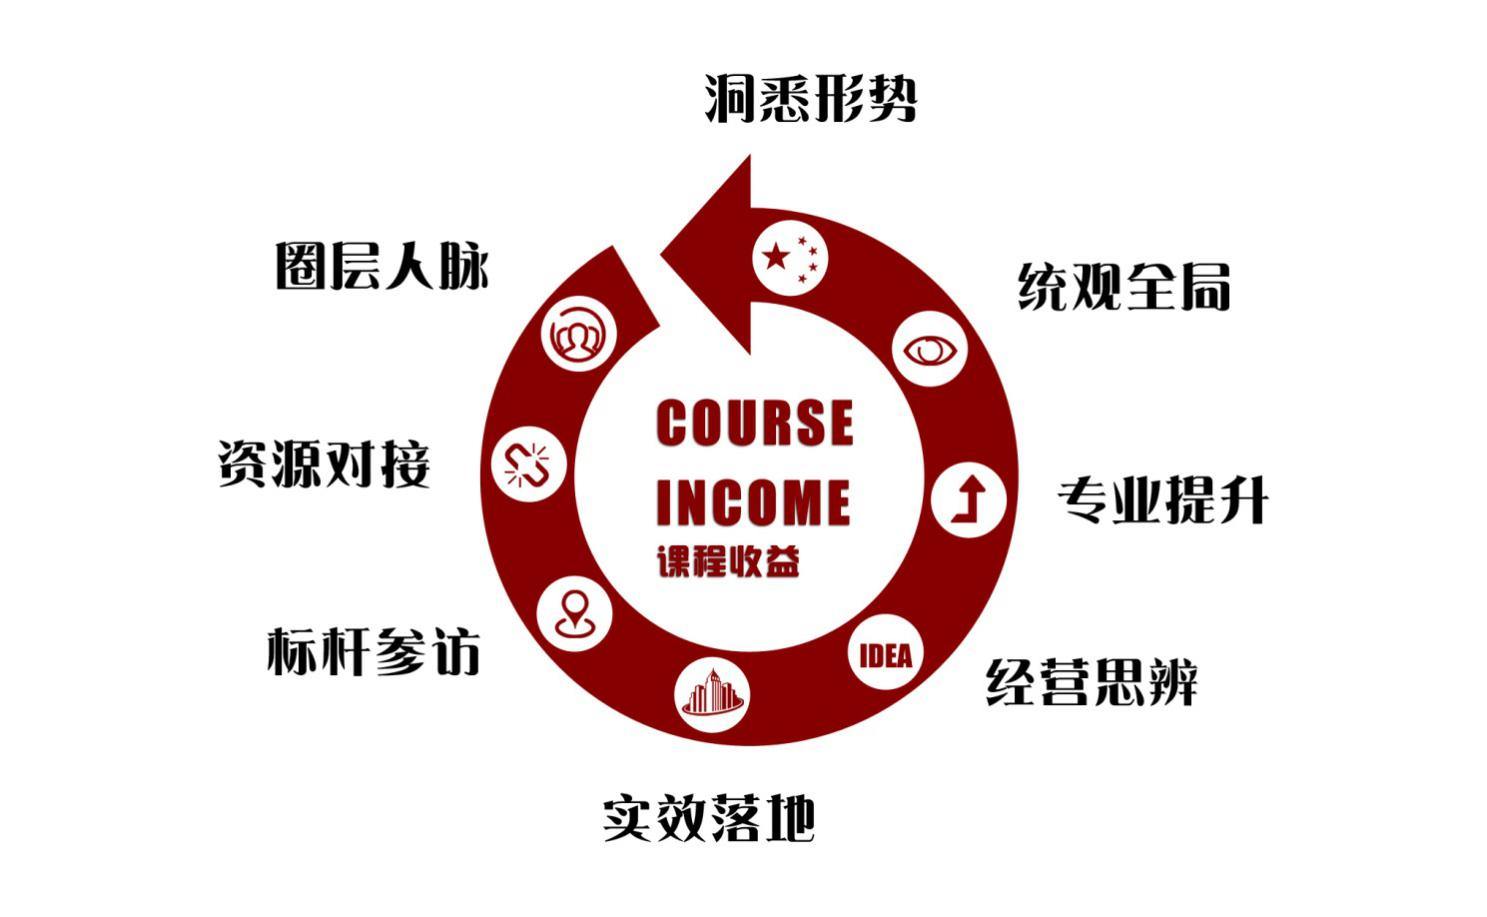 洞悉形势
圈层人脉
统观全局
COURSE
INCOME
课程收益
资源对接
专业提升
标杆参访
IDEA
经营思辨
实效落地